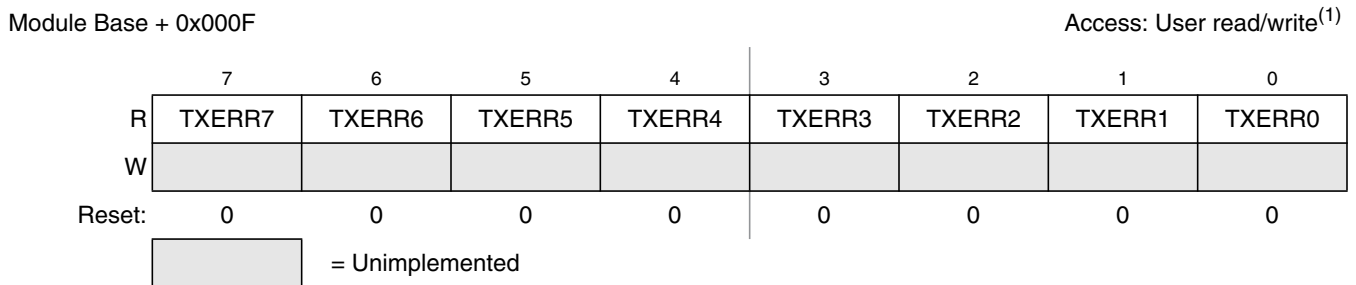 Module Base + 0x000F Access: User read/write(1)
7 6 5 4 3 2 1 0
R TXERR7 TXERR6 TXERR5 TXERR4 TXERR3 TXERR2 TXERR1 TXERR0
W
Reset: 0 0 0 0 0 0 0 0
= Unimplemented